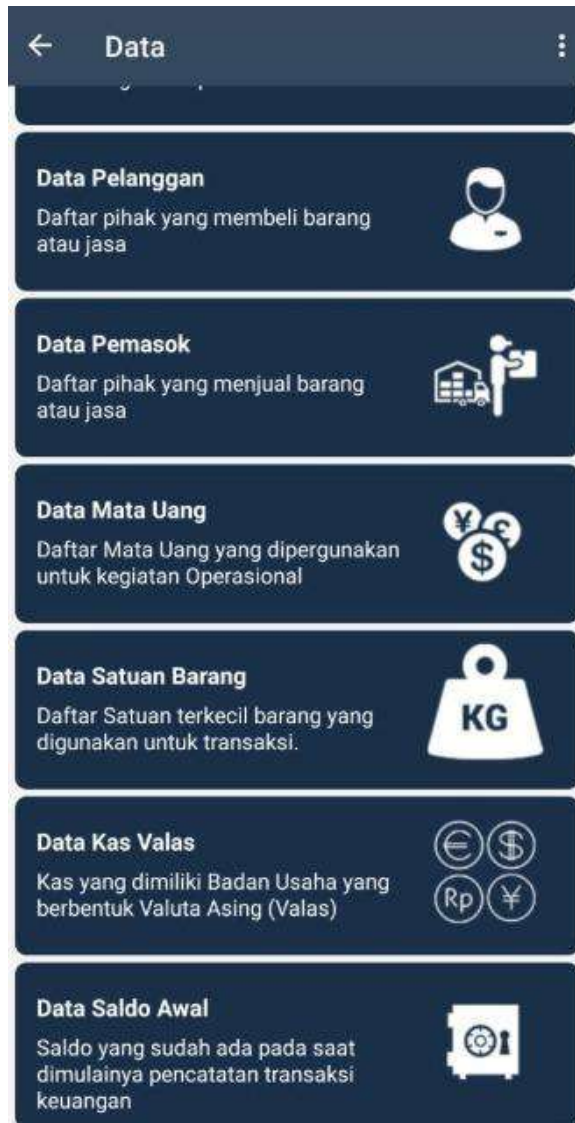 Data
Data Pelanggan
Daftar pihak yang membeli barang
atau jasa
Data Pemasok
Daftar pihak yang menjual barang
atau jasa
Data Mata Uang
Daftar Mata Uang yang dipergunakan
untuk kegiatan Operasional
¥ £
$
Data Satuan Barang
Daftar Satuan terkecil barang yang
digunakan untuk transaksi.
KG
Data Kas Valas
Kas yang dimiliki Badan Usaha yang
berbentuk Valuta Asing (Valas)
€ $
Rp ¥
Data Saldo Awal
Saldo yang sudah ada pada saat
dimulainya pencatatan transaksi
keuangan